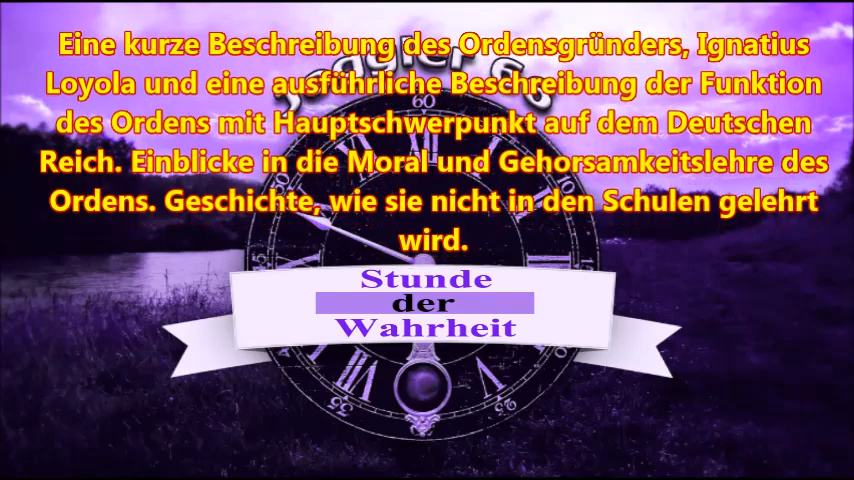 Eine kurze Beschreibung des Ordensgründers, Ignatius
Loyola und eine ausführliche Beschreibung der Funktion
des Ordens mit Hauptschwerpunkt auf dem Deutschen
Reich. Einblicke in die Moral und Gehorsamkeitslehre des
Ordens. Geschichte, wie sie nicht in den Schulen gelehrt
wird.
60
Stunde
der
Wahrheit